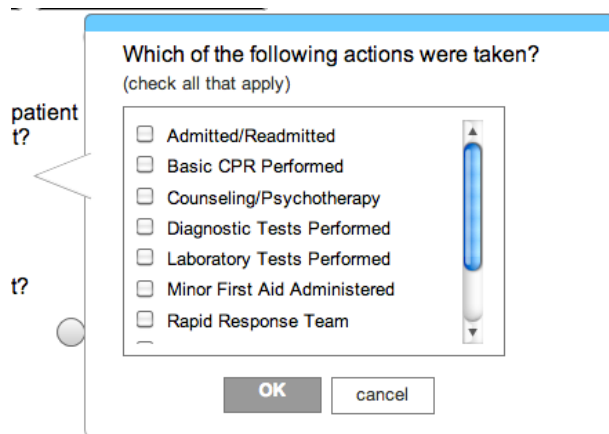 Which of the following actions were taken?
(check all that apply)
patient
t?
Admitted/Readmitted
Basic CPR Performed
Counseling/Psychotherapy
Diagnostic Tests Performed
Laboratory Tests Performed
Minor First Aid Administered
t?
Rapid Response Team
OK
cancel